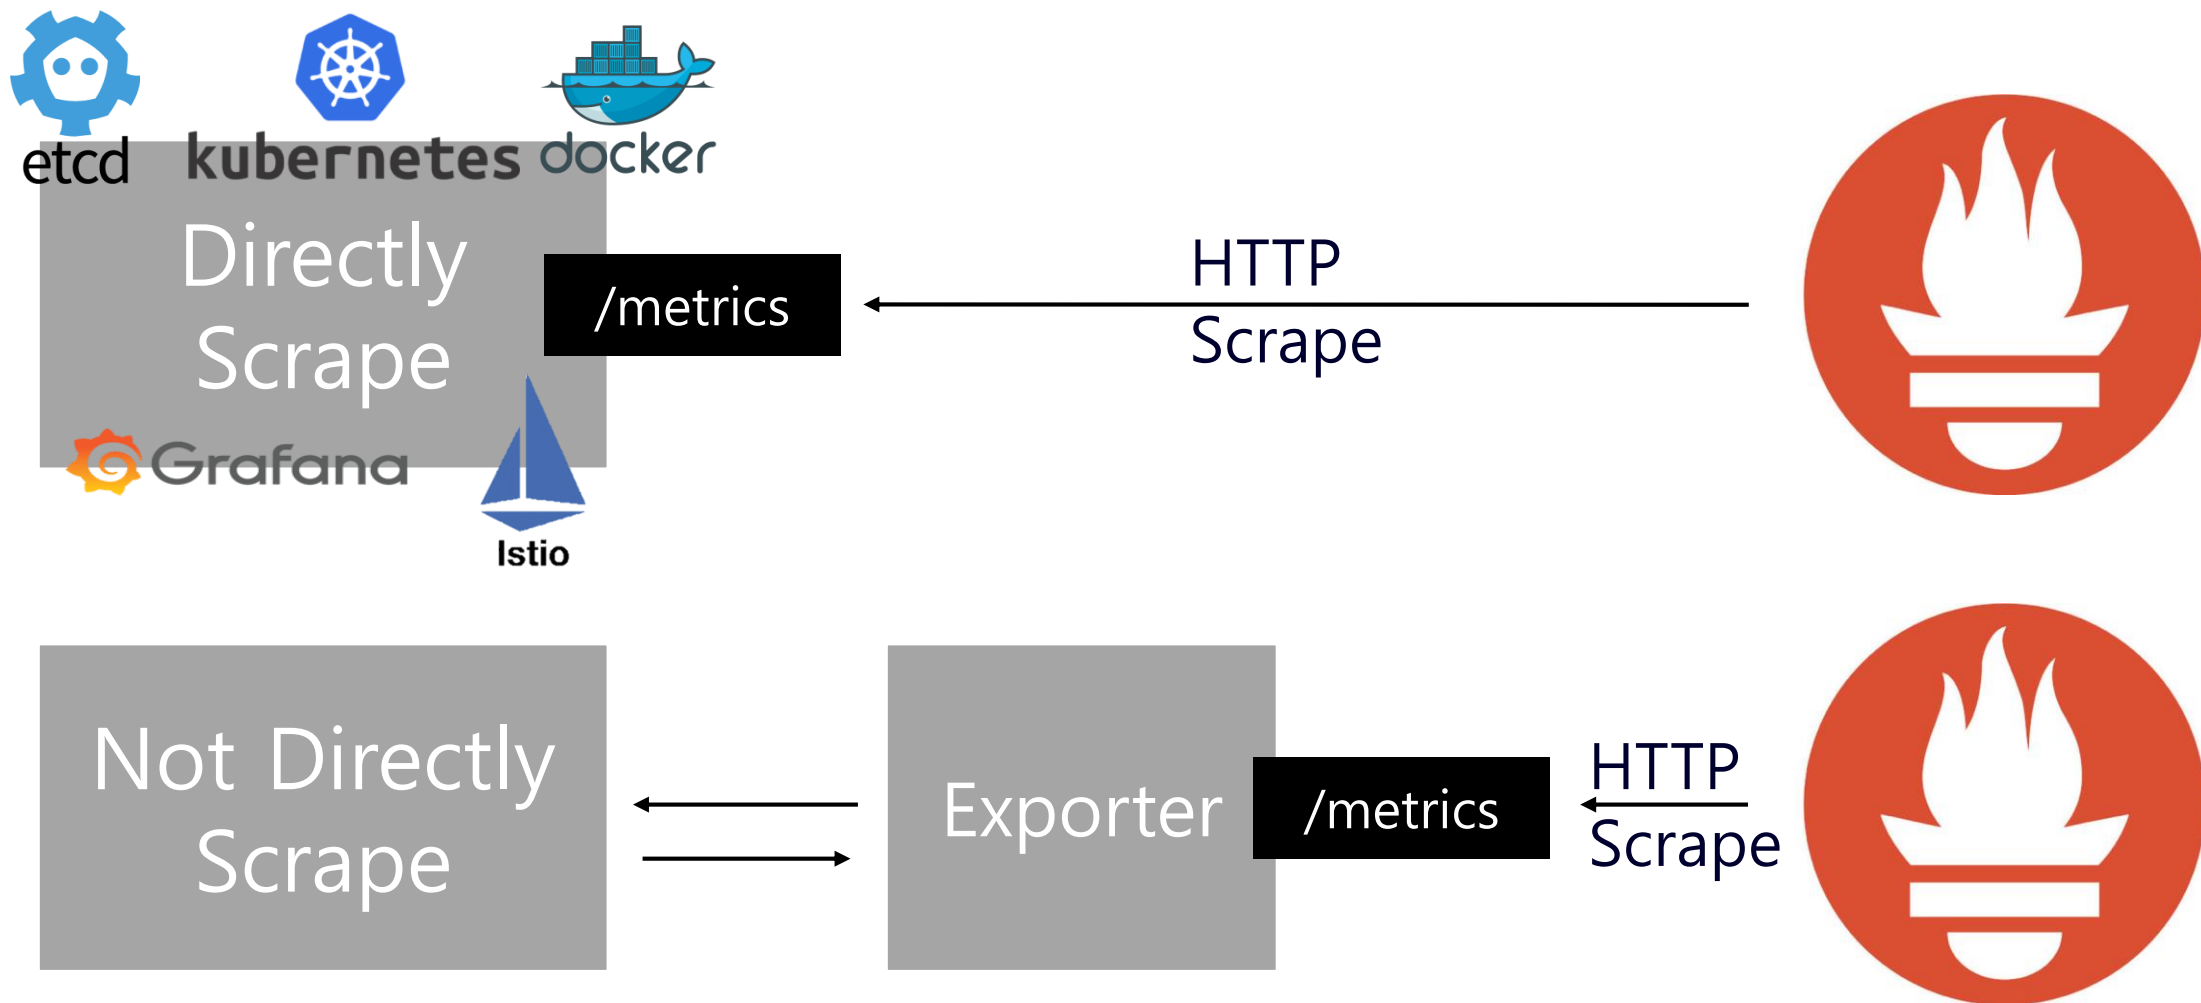 etcd
kubernetes
docker
Directly
Scrape
/metrics
HTTP
Scrape
Grafana
Istio
Not Directly
Scrape
Exporter
/metrics
HTTP
Scrape